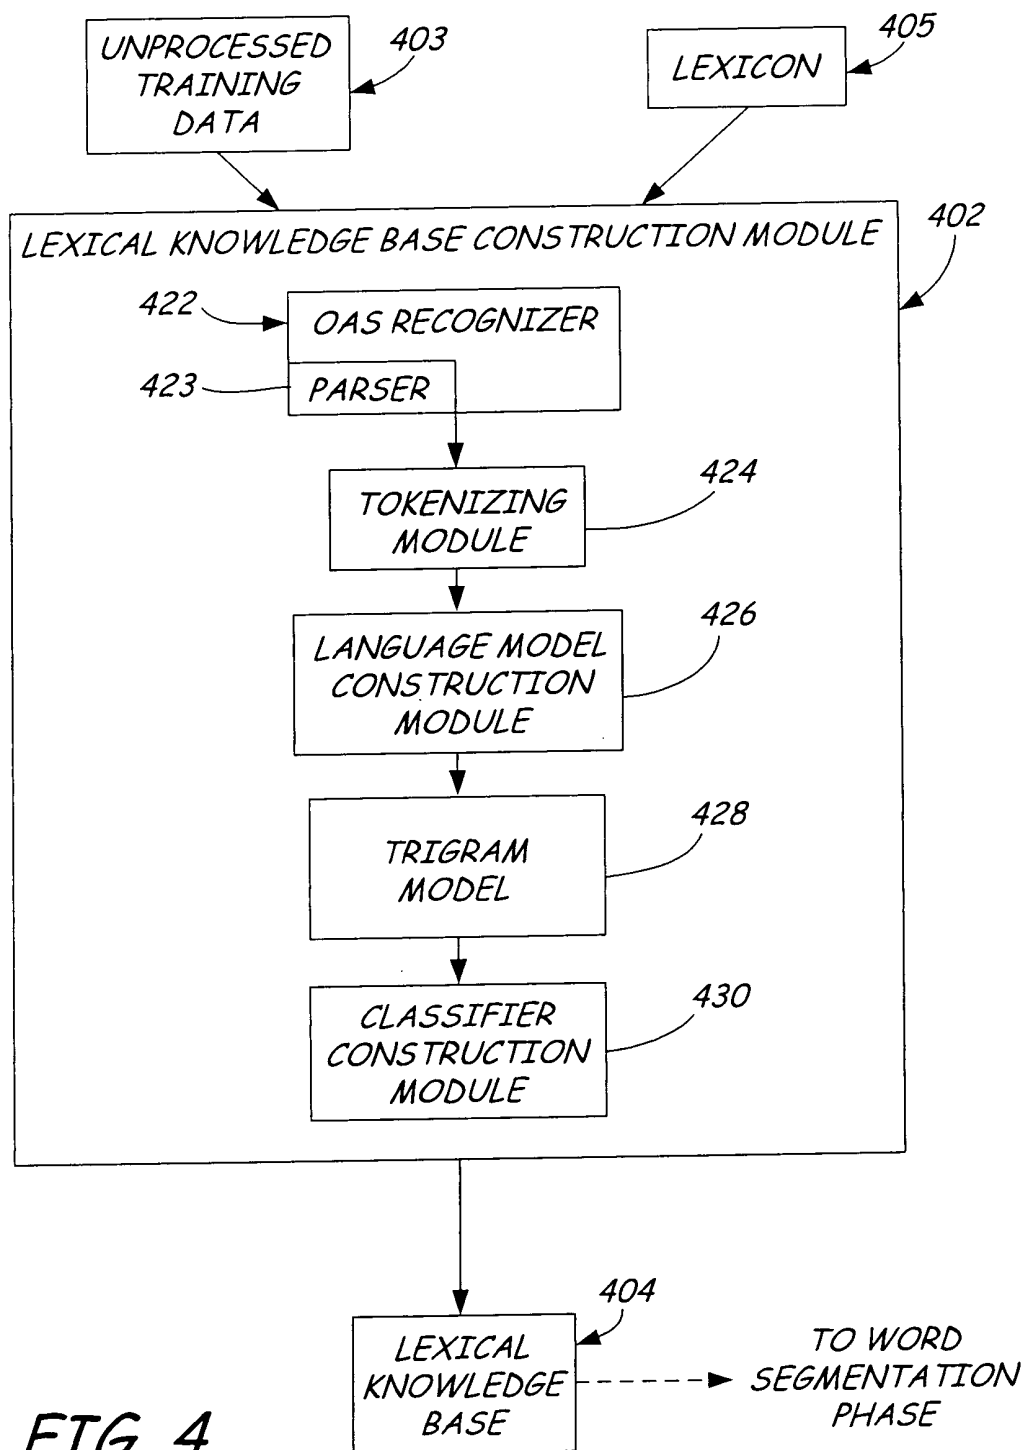 UNPROCESSED
TRAINING
DATA
403
LEXICON
405
LEXICAL KNOWLEDGE BASE CONSTRUCTION MODULE
402
422
OAS RECOGNIZER
423
PARSER
TOKENIZING
MODULE
424
LANGUAGE MODEL
CONSTRUCTION
MODULE
426
TRIGRAM
MODEL
428
CLASSIFIER
CONSTRUCTION
MODULE
430
404
LEXICAL
KNOWLEDGE
BASE
TO WORD
SEGMENTATION
PHASE
FIG 4